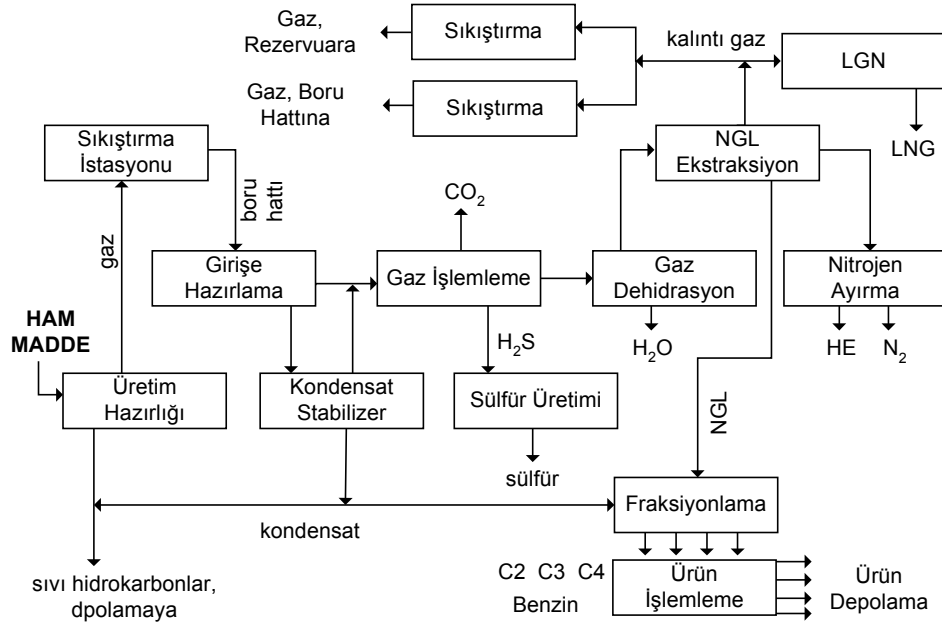 Gaz,
Rezervuara
Sıkıştırma
kalıntı gaz
LGN
Gaz, Boru
Hattına
Sıkıştırma
LNG
Sıkıştırma
İstasyonu
NGL
Ekstraksiyon
boru
hattı
CO₂
gaz
Girişe
Hazırlama
Gaz İşlemleme
Gaz
Dehidrasyon
Nitrojen
Ayırma
HAM
MADDE
H₂S
H₂O
HE
N₂
Üretim
Hazırlığı
Kondensat
Stabilizer
Sülfür Üretimi
NGL
sülfür
Fraksiyonlama
kondensat
sıvı hidrokarbonlar,
dpolamaya
C2 C3 C4
Benzin
Ürün
İşlemleme
Ürün
Depolama